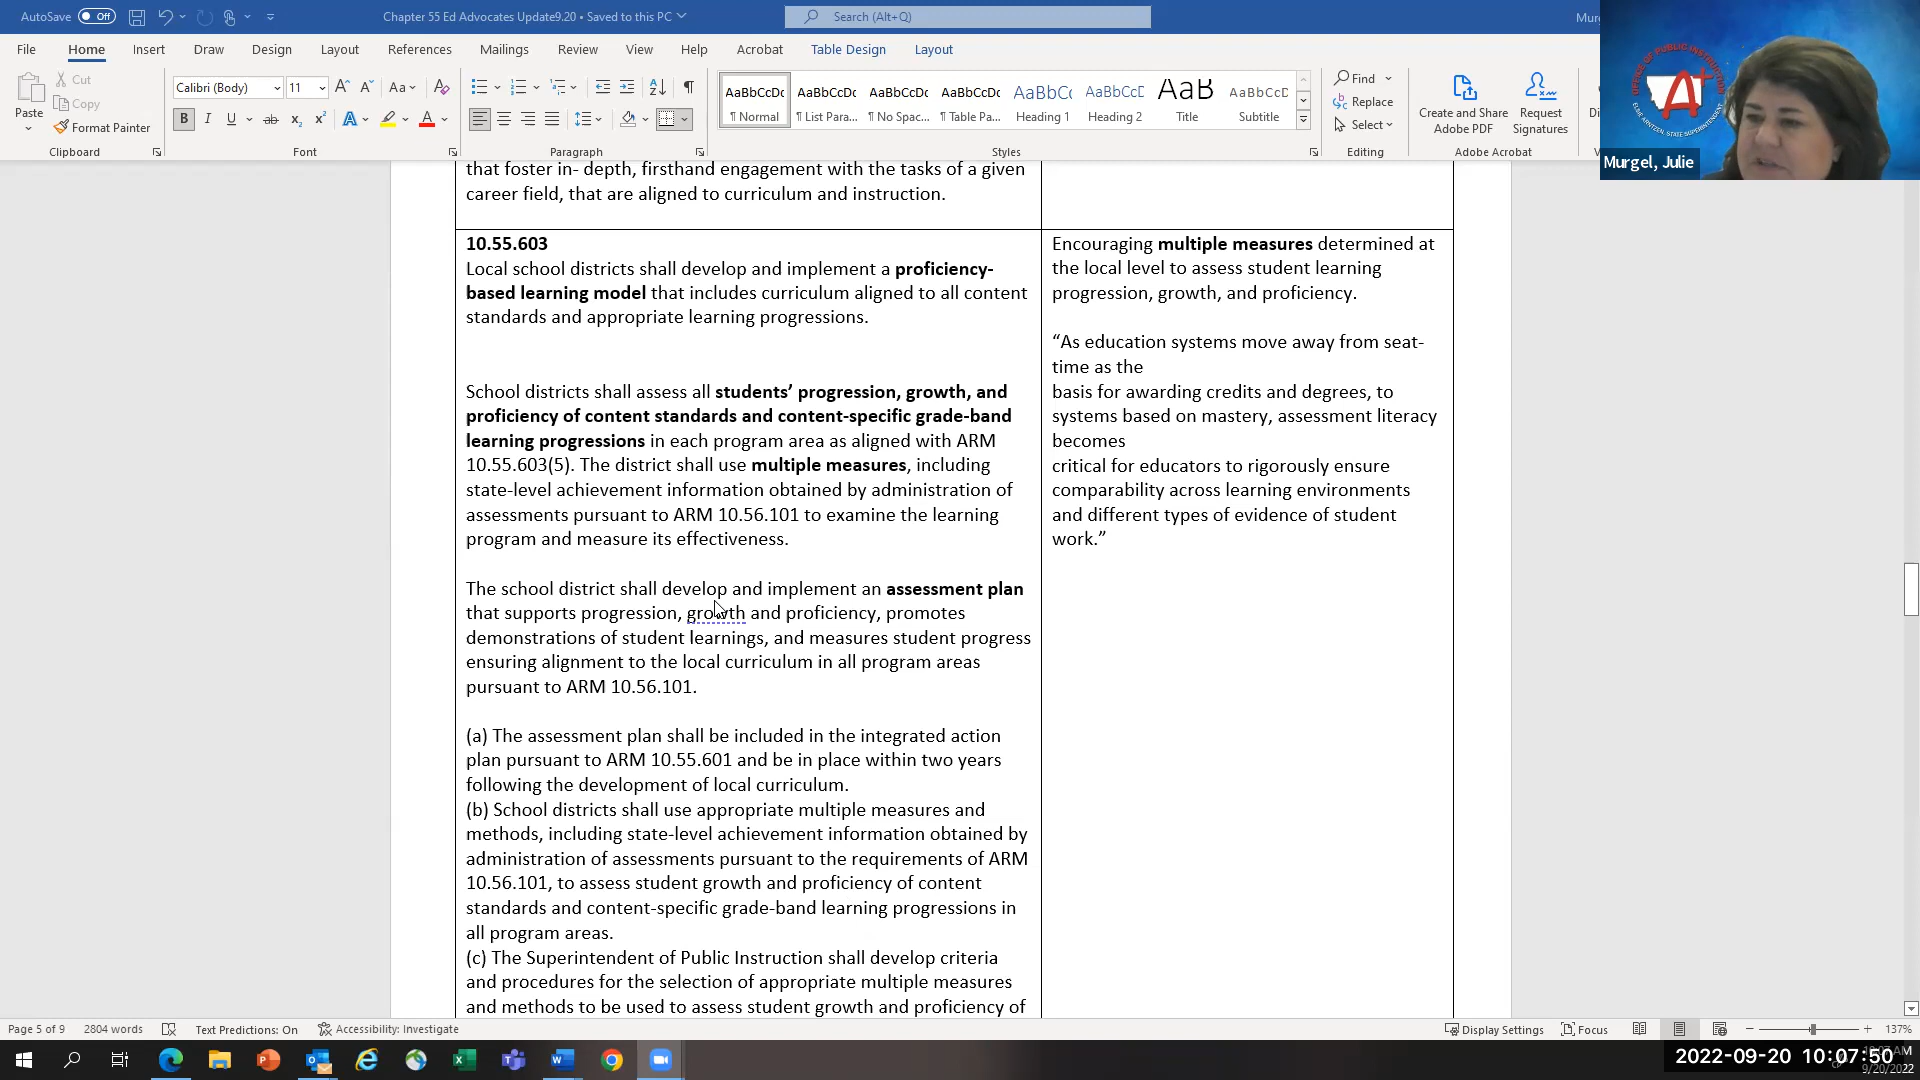 AutoSave Off Chapter 55 Ed Advocates Update9.20 • Saved to this PC Search (Alt+Q)
File Home Insert Draw Design Layout References Mailings Review View Help Acrobat Table Design Layout
Paste Cut Copy Format Painter Clipboard
Calibri (Body) 11 Font
Paragraph
AaBbCcDc AaBbCcDc AaBbCcDc AaBbCcDc AaBbCc AaBbCcD AaB AaBbCcD
¶ Normal ¶ List Para... ¶ No Spac... ¶ Table Pa... Heading 1 Heading 2 Title Subtitle
Styles
Find Replace Select Editing
Create and Share Adobe PDF Request Signatures Adobe Acrobat
OFFICE OF PUBLIC INSTRUCTION
ELSIE ARNTZEN, STATE SUPERINTENDENT
Murgel, Julie
that foster in- depth, firsthand engagement with the tasks of a given
career field, that are aligned to curriculum and instruction.
10.55.603
Local school districts shall develop and implement a proficiency-
based learning model that includes curriculum aligned to all content
standards and appropriate learning progressions.
School districts shall assess all students’ progression, growth, and
proficiency of content standards and content-specific grade-band
learning progressions in each program area as aligned with ARM
10.55.603(5). The district shall use multiple measures, including
state-level achievement information obtained by administration of
assessments pursuant to ARM 10.56.101 to examine the learning
program and measure its effectiveness.
The school district shall develop and implement an assessment plan
that supports progression, growth and proficiency, promotes
demonstrations of student learnings, and measures student progress
ensuring alignment to the local curriculum in all program areas
pursuant to ARM 10.56.101.
(a) The assessment plan shall be included in the integrated action
plan pursuant to ARM 10.55.601 and be in place within two years
following the development of local curriculum.
(b) School districts shall use appropriate multiple measures and
methods, including state-level achievement information obtained by
administration of assessments pursuant to the requirements of ARM
10.56.101, to assess student growth and proficiency of content
standards and content-specific grade-band learning progressions in
all program areas.
(c) The Superintendent of Public Instruction shall develop criteria
and procedures for the selection of appropriate multiple measures
and methods to be used to assess student growth and proficiency of
Encouraging multiple measures determined at
the local level to assess student learning
progression, growth, and proficiency.
“As education systems move away from seat-
time as the
basis for awarding credits and degrees, to
systems based on mastery, assessment literacy
becomes
critical for educators to rigorously ensure
comparability across learning environments
and different types of evidence of student
work.”
Page 5 of 9 2804 words Text Predictions: On Accessibility: Investigate Display Settings Focus 137%
2022-09-20 10:07:50